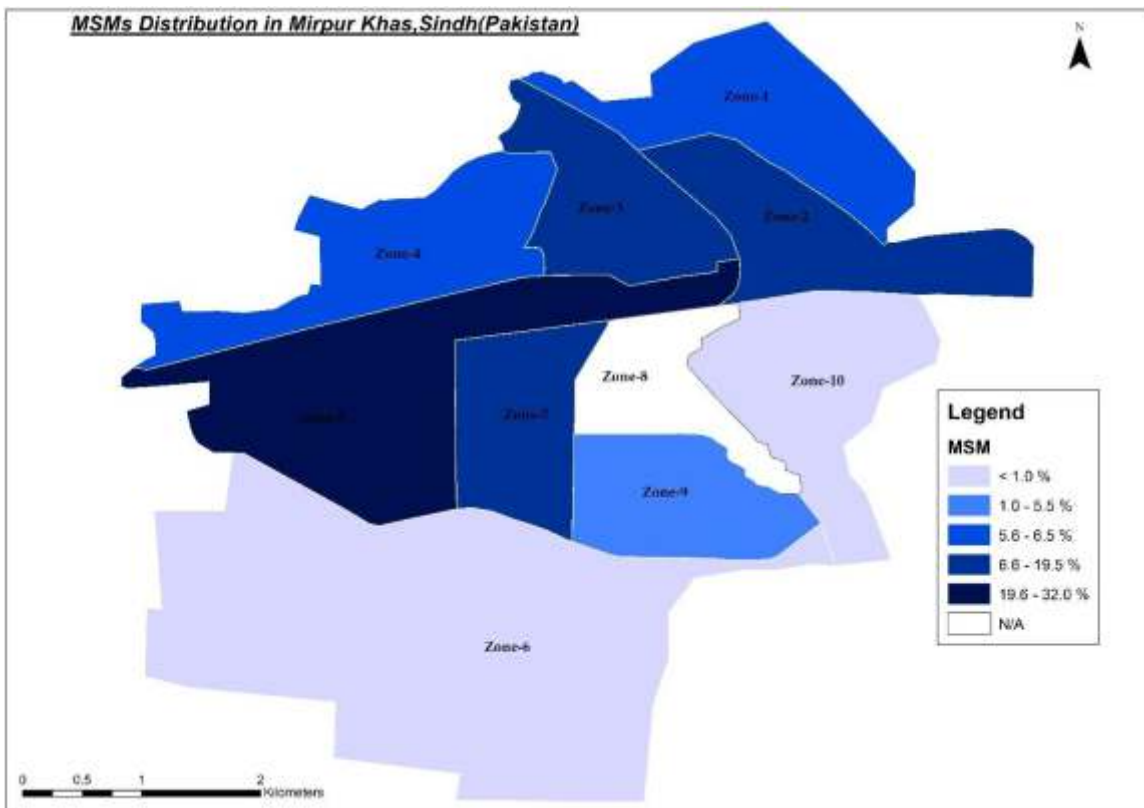 MSMs Distribution in Mirpur Khas,Sindh(Pakistan)
N
Zone-1
Zone-3
Zone-2
Zone-4
Zone-8
Zone-10
Zone-7
Zone-9
Zone-6
Legend
MSM
< 1.0 %
1.0 - 5.5 %
5.6 - 6.5 %
6.6 - 19.5 %
19.6 - 32.0 %
N/A
0 0.5 1 2
Kilometers